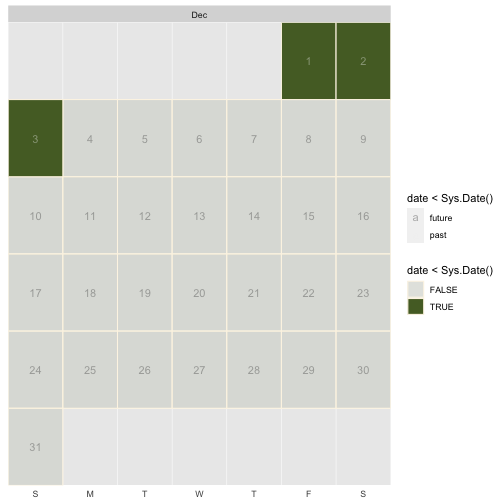 Dec
1 2
3 4 5 6 7 8 9
10 11 12 13 14 15 16
17 18 19 20 21 22 23
24 25 26 27 28 29 30
31
S M T W T F S
date < Sys.Date()
a future
past
date < Sys.Date()
FALSE
TRUE